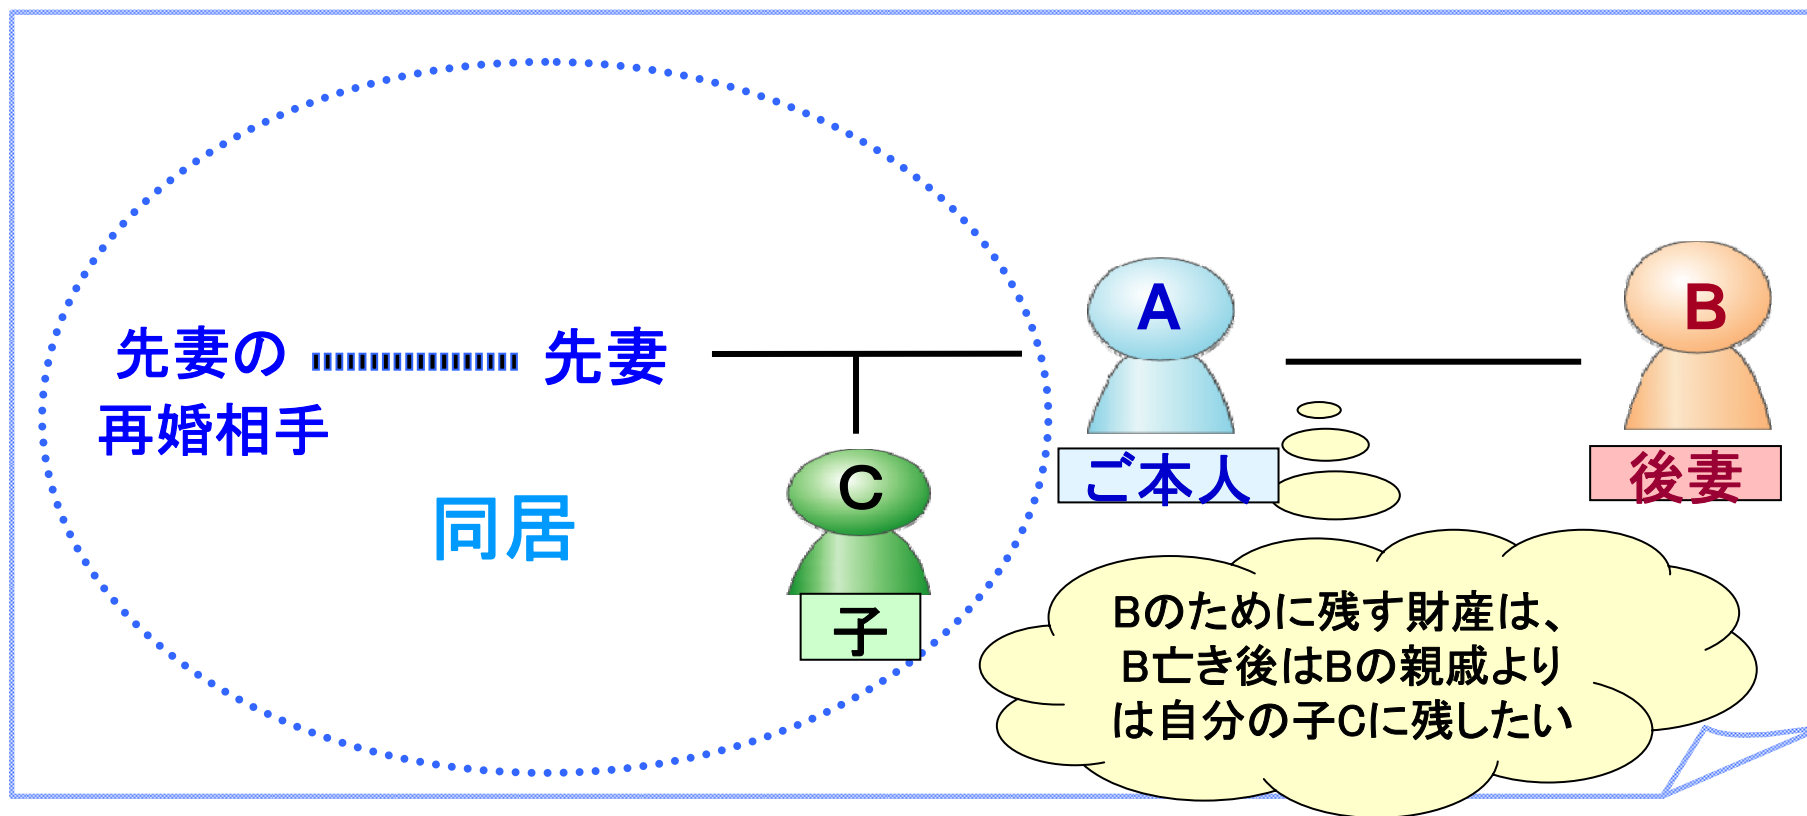 先妻の
再婚相手
先妻
同居
C
子
A
ご本人
B
後妻
Bのために残す財産は、
B亡き後はBの親戚より
は自分の子Cに残したい